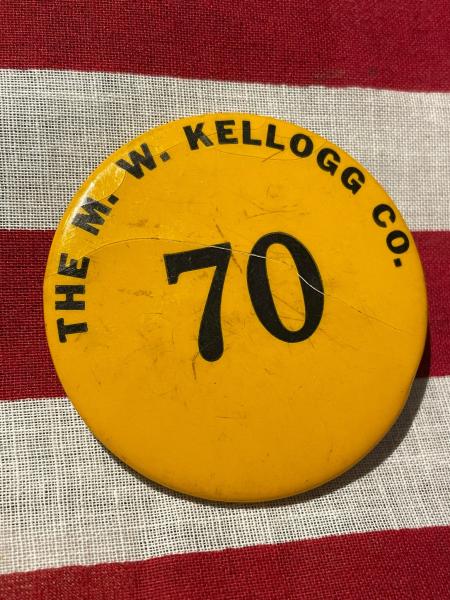 THE M. W. KELLOGG CO.
70